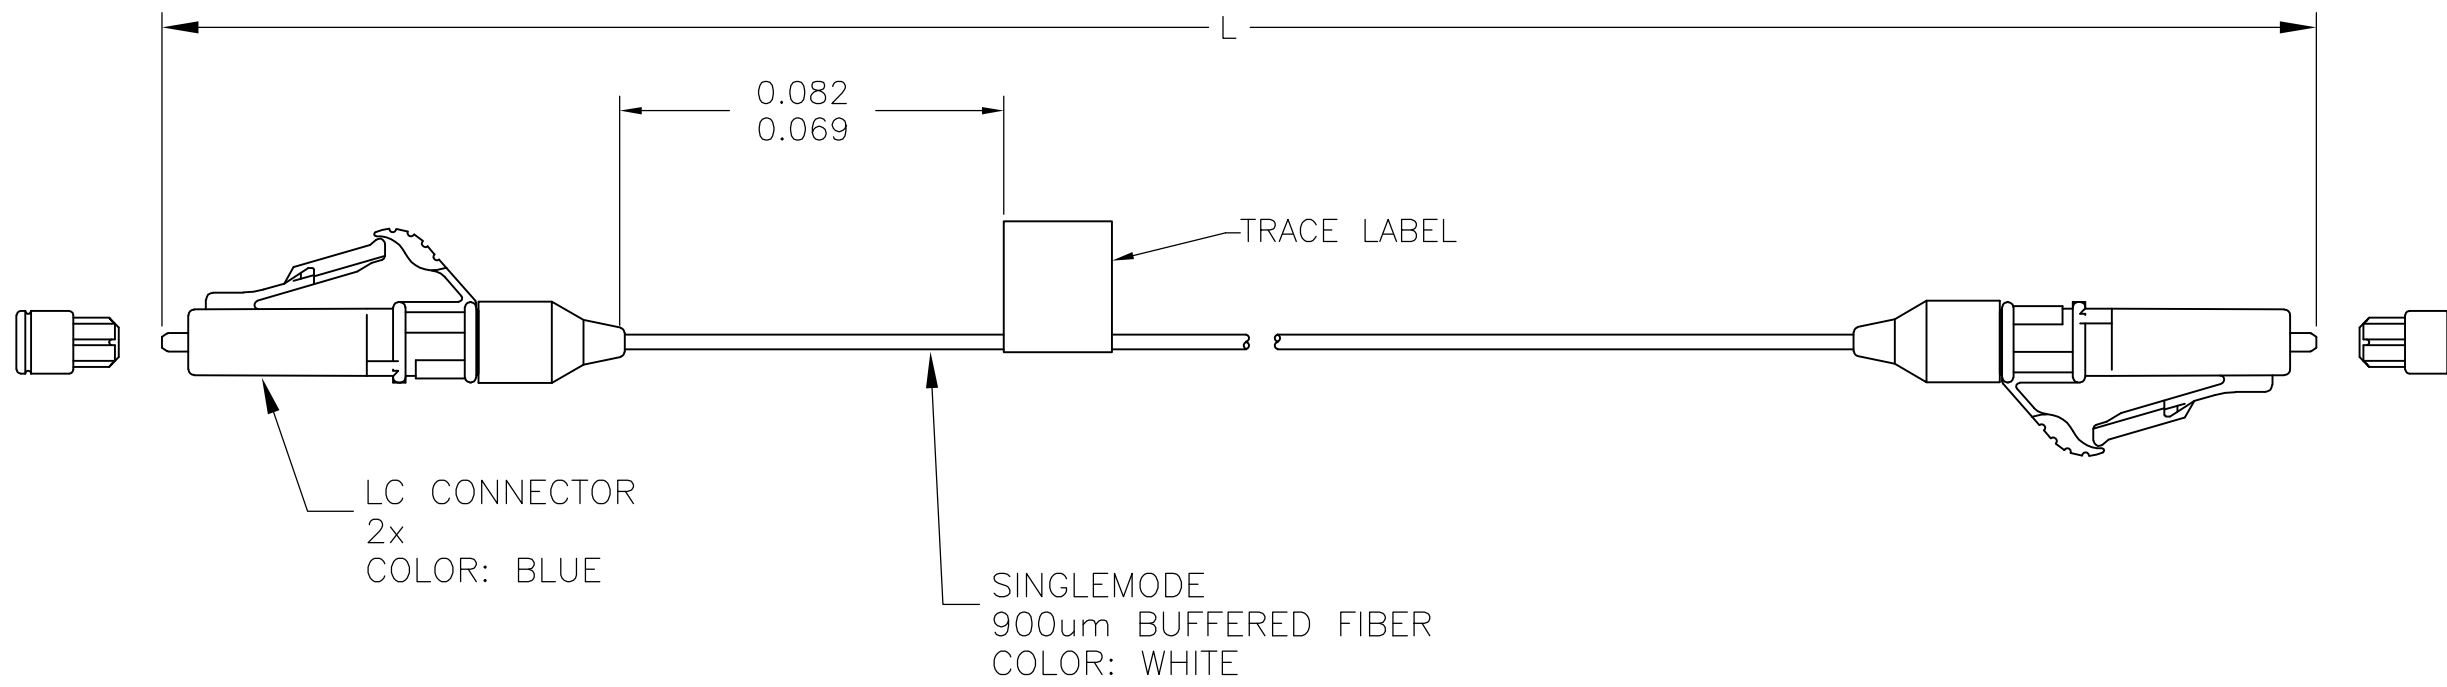 L
0.082
0.069
TRACE LABEL
LC CONNECTOR
2x
COLOR: BLUE
SINGLEMODE
900um BUFFERED FIBER
COLOR: WHITE